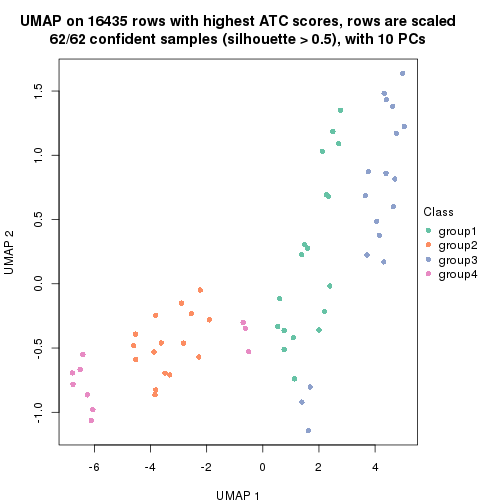 UMAP on 16435 rows with highest ATC scores, rows are scaled
62/62 confident samples (silhouette > 0.5), with 10 PCs
1.5
1.0
0.5
0.0
-0.5
-1.0
UMAP 2
Class
group1
group2
group3
group4
-6
-4
-2
0
2
4
UMAP 1